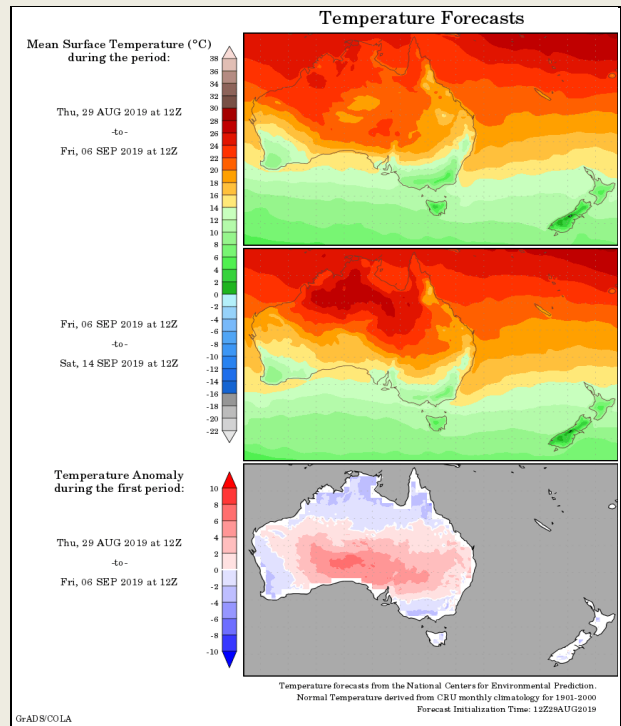 Temperature Forecasts
Mean Surface Temperature (°C)
during the period:
Thu, 29 AUG 2019 at 12Z
-to-
Fri, 06 SEP 2019 at 12Z
38
36
34
32
30
28
26
24
22
20
18
16
14
12
10
8
6
4
2
0
-2
-4
-6
-8
-10
-12
-14
-16
-18
-20
-22
Fri, 06 SEP 2019 at 12Z
-to-
Sat, 14 SEP 2019 at 12Z
Temperature Anomaly
during the first period:
Thu, 29 AUG 2019 at 12Z
-to-
Fri, 06 SEP 2019 at 12Z
10
8
6
4
2
0
-2
-4
-6
-8
-10
Temperature forecasts from the National Centers for Environmental Prediction.
Normal Temperature derived from CRU monthly climatology for 1901-2000
Forecast Initialization Time: 12Z29AUG2019
GrADS/COLA